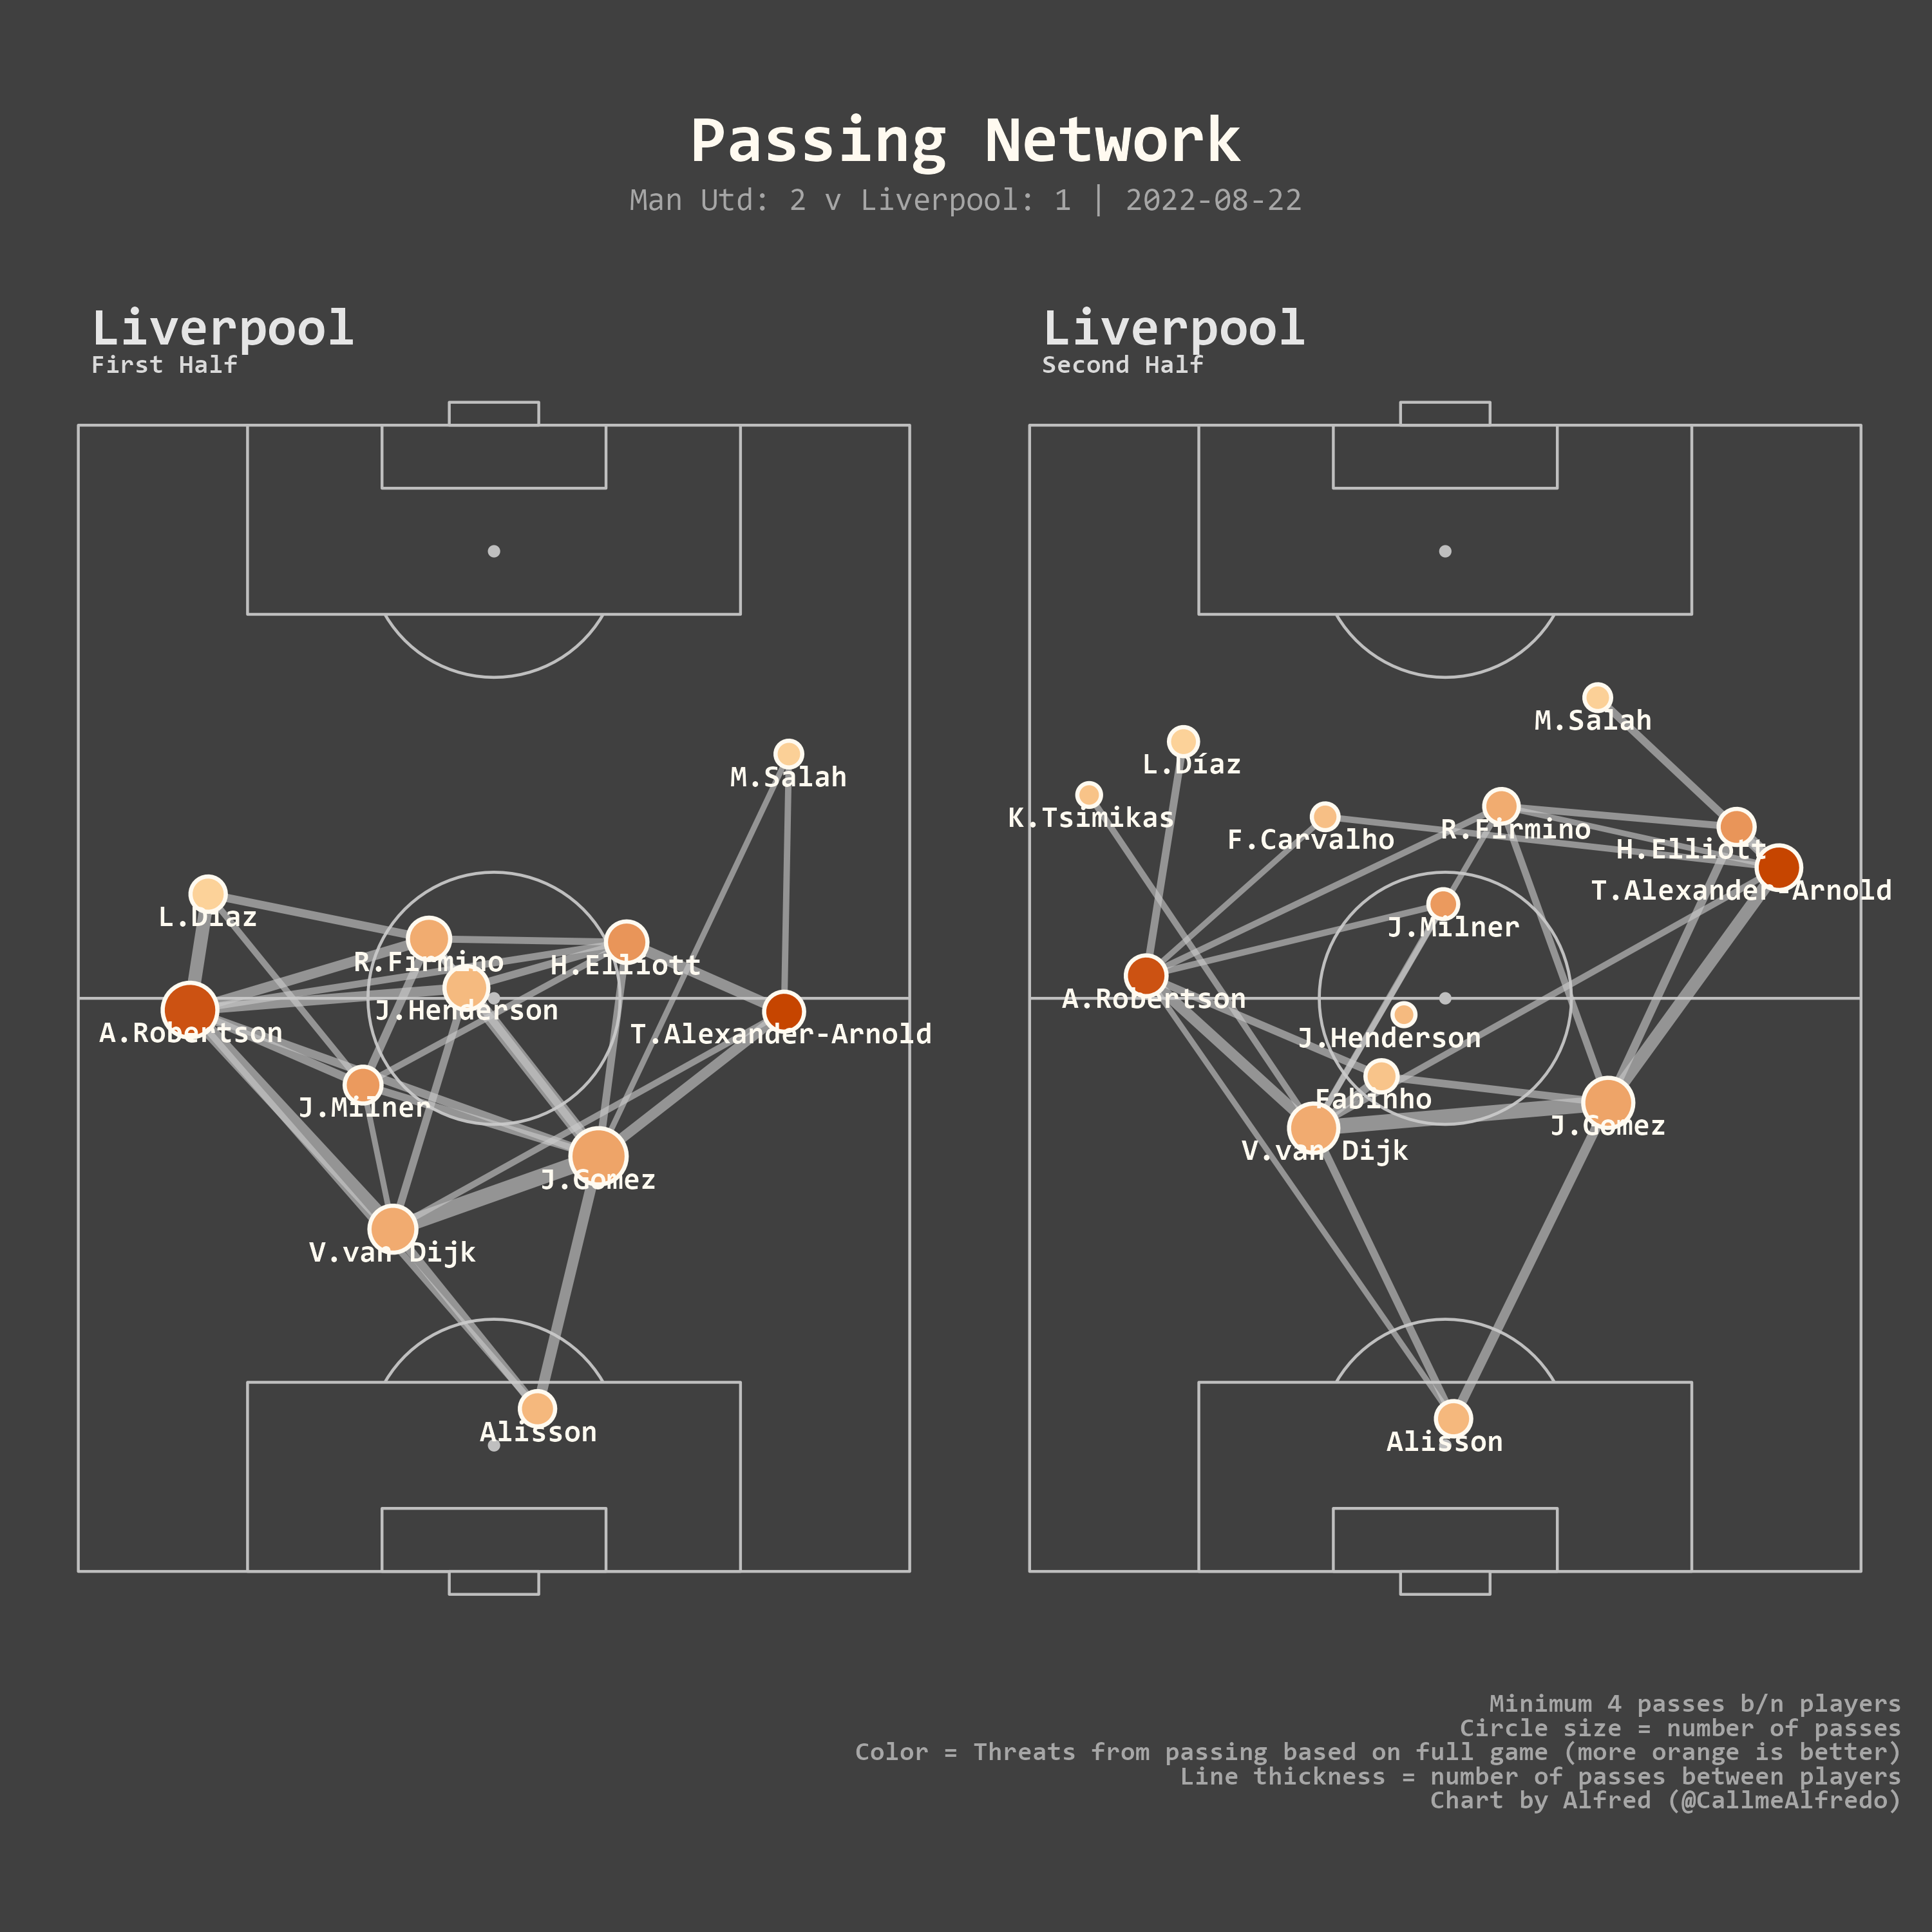 Passing Network
Man Utd: 2 v Liverpool: 1 | 2022-08-22
Liverpool
First Half
M.Salah
L.Díaz
R.Firmino
H.Elliott
J.Henderson
A.Robertson
T.Alexander-Arnold
J.Milner
J.Gomez
V.van Dijk
Alisson
Liverpool
Second Half
M.Salah
L.Díaz
K.Tsimikas
R.Firmino
F.Carvalho
H.Elliott
T.Alexander-Arnold
J.Milner
A.Robertson
J.Henderson
Fabinho
J.Gomez
V.van Dijk
Alisson
Minimum 4 passes b/n players
Circle size = number of passes
Color = Threats from passing based on full game (more orange is better)
Line thickness = number of passes between players
Chart by Alfred (@CallmeAlfredo)